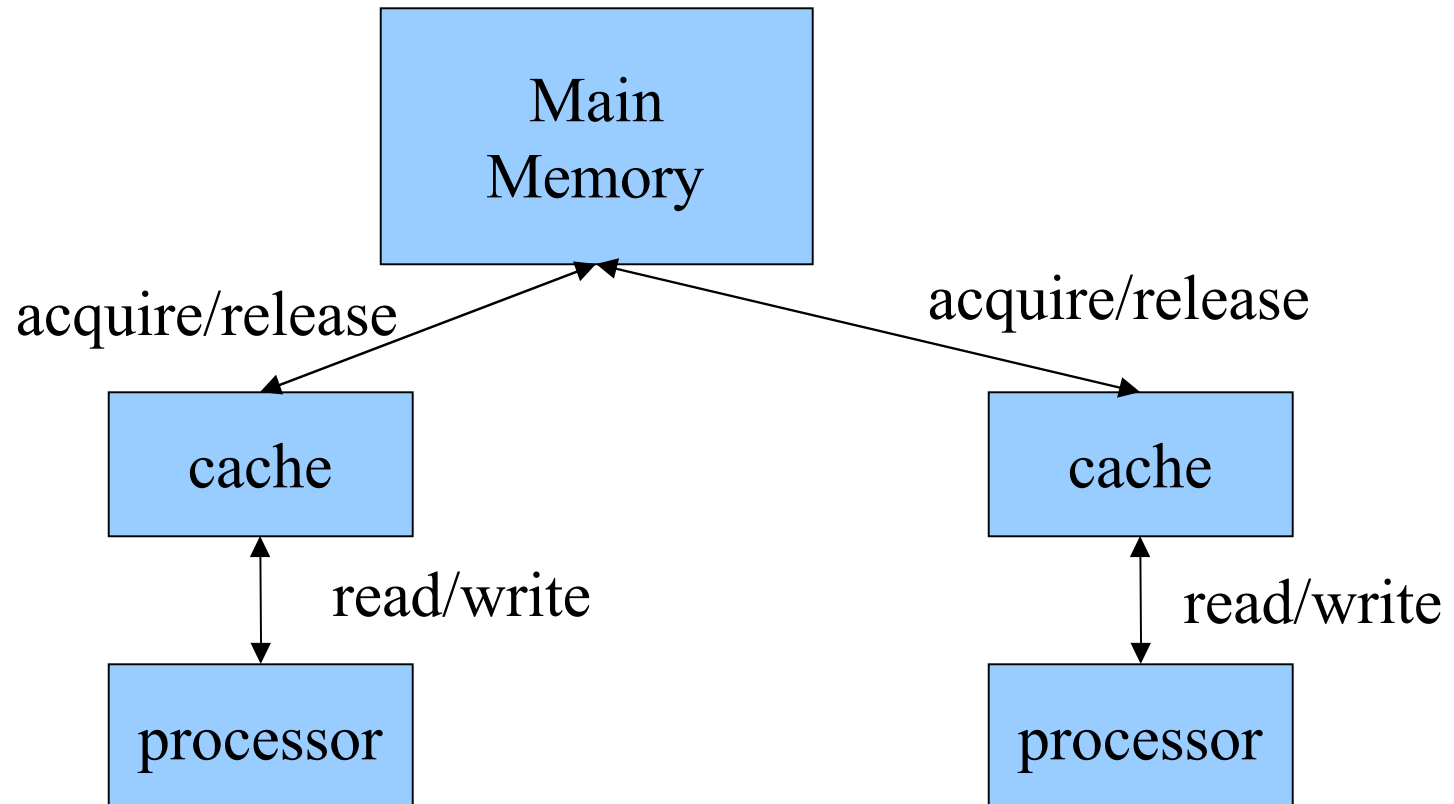 Main
Memory
acquire/release
acquire/release
cache
cache
read/write
read/write
processor
processor